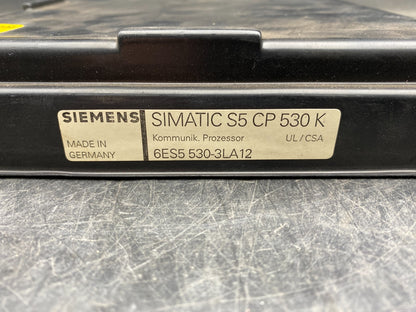 SIEMENS SIMATIC S5 CP 530 K
Kommunik. Prozessor UL/CSA
MADE IN
GERMANY 6ES5 530-3LA12